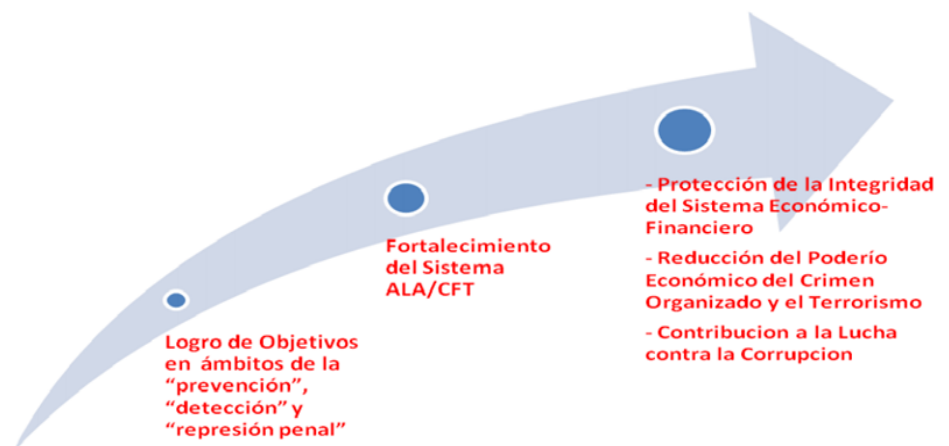 Logro de Objetivos
en ámbitos de la
“prevención”,
“detección” y
“represión penal”
Fortalecimiento
del Sistema
ALA/CFT
- Protección de la Integridad
del Sistema Económico-
Financiero
- Reducción del Poderío
Económico del Crimen
Organizado y el Terrorismo
- Contribucion a la Lucha
contra la Corrupcion